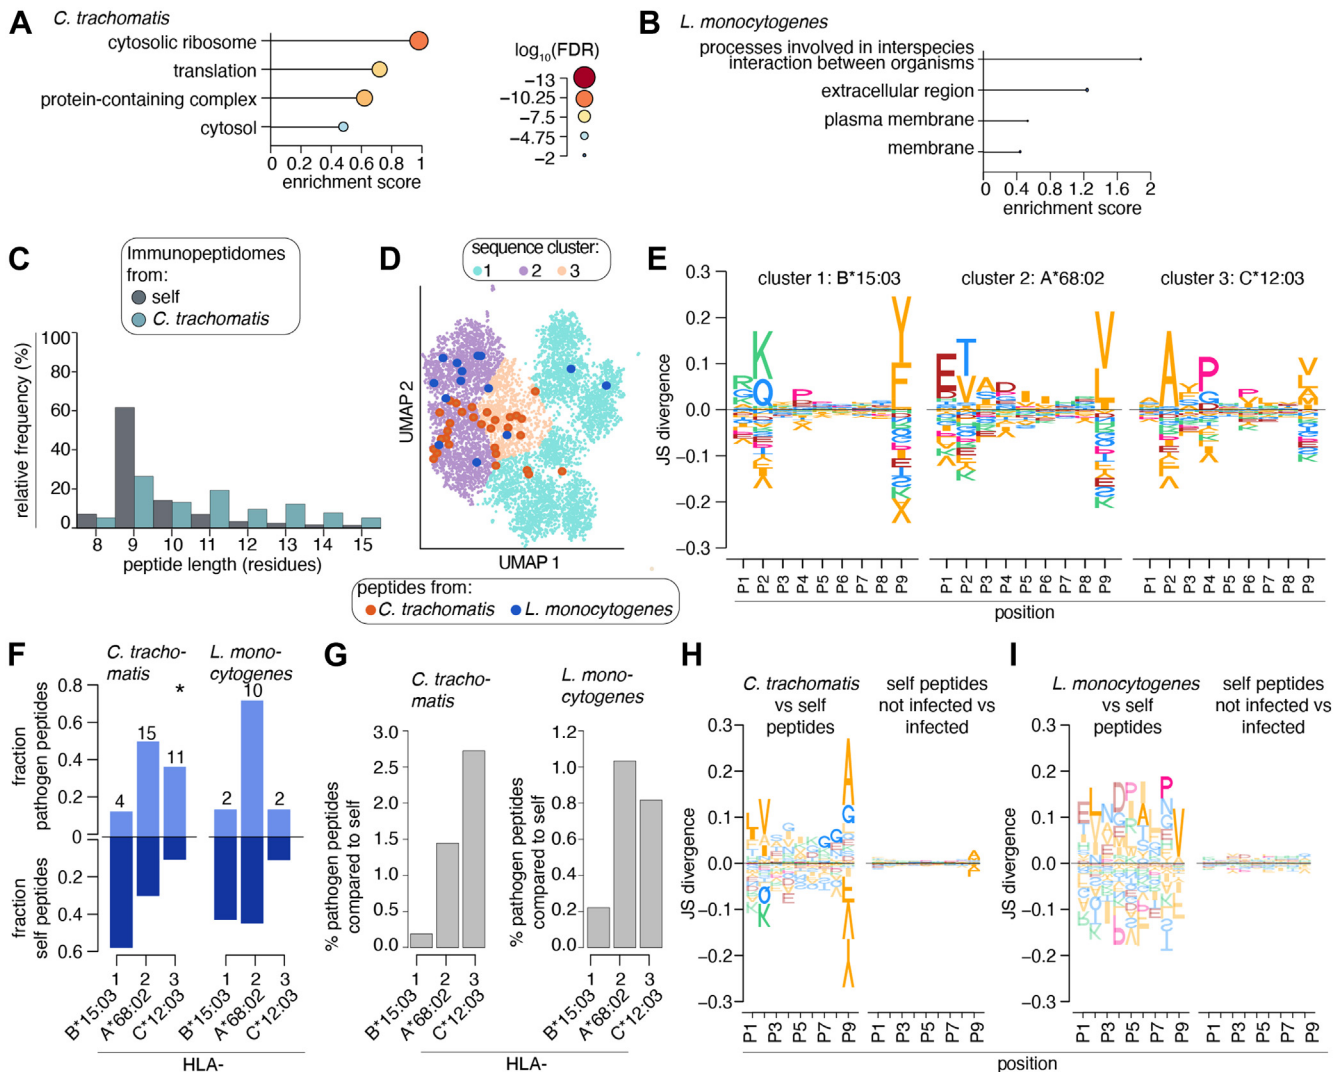 A
C. trachomatis
cytosolic ribosome
translation
protein-containing complex
cytosol
0 0.2 0.4 0.6 0.8 1
enrichment score
log10(FDR)
−13
−10.25
−7.5
−4.75
−2
B
L. monocytogenes
processes involved in interspecies
interaction between organisms
extracellular region
plasma membrane
membrane
0 0.4 0.8 1.2 1.6 2
enrichment score
C
Immunopeptidomes
from:
self
C. trachomatis
relative frequency (%)
100
80
60
40
20
0
8 9 10 11 12 13 14 15
peptide length (residues)
D
sequence cluster:
1 2 3
UMAP 2
UMAP 1
peptides from:
C. trachomatis L. monocytogenes
E
cluster 1: B*15:03 cluster 2: A*68:02 cluster 3: C*12:03
JS divergence
0.3
0.2
0.1
0.0
−0.1
−0.2
−0.3
P1 P2 P3 P4 P5 P6 P7 P8 P9 P1 P2 P3 P4 P5 P6 P7 P8 P9 P1 P2 P3 P4 P5 P6 P7 P8 P9
position
F
C. tracho-
matis
L. mono-
cytogenes
fraction
pathogen peptides
fraction
self peptides
0.8
0.6
0.4
0.2
0
0.2
0.4
0.6
4 15 11 * 2 10 2
1 2 3 1 2 3
B*15:03 A*68:02 C*12:03 B*15:03 A*68:02 C*12:03
HLA-
G
C. tracho-
matis
L. mono-
cytogenes
% pathogen peptides
compared to self
3.0
2.5
2.0
1.5
1.0
0.5
0.0
% pathogen peptides
compared to self
1.2
1.0
0.8
0.6
0.4
0.2
0.0
1 2 3 1 2 3
B*15:03 A*68:02 C*12:03 B*15:03 A*68:02 C*12:03
HLA-
H
C. trachomatis
vs self
peptides
self peptides
not infected vs
infected
JS divergence
0.3
0.2
0.1
0.0
−0.1
−0.2
−0.3
P1 P3 P5 P7 P9 P1 P3 P5 P7 P9
I
L. monocytogenes
vs self
peptides
self peptides
not infected vs
infected
JS divergence
0.3
0.2
0.1
0.0
−0.1
−0.2
−0.3
P1 P3 P5 P7 P9 P1 P3 P5 P7 P9
position